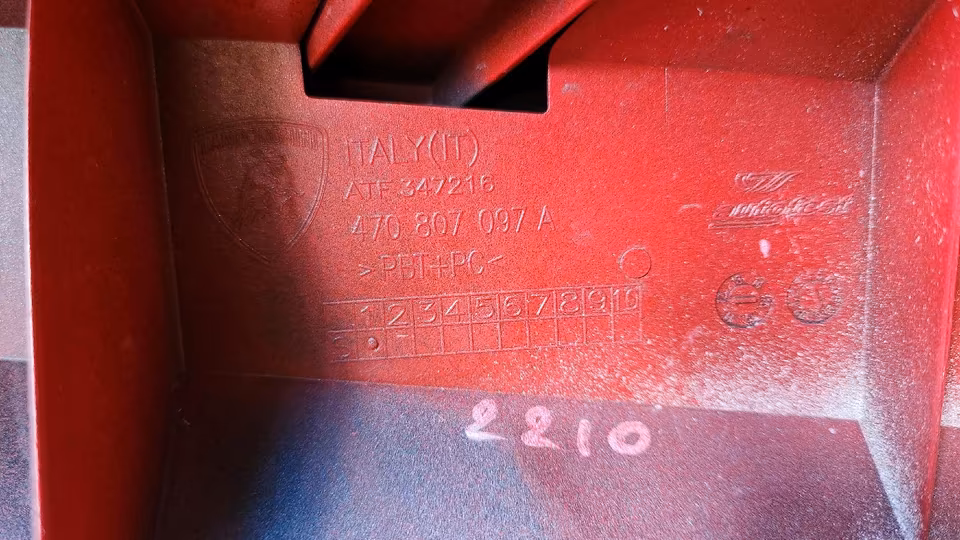 ITALY(IT)
ATF 347216
470 807 097 A
>PBT+PC<
1 2 3 4 5 6 7 8 9 10
2210